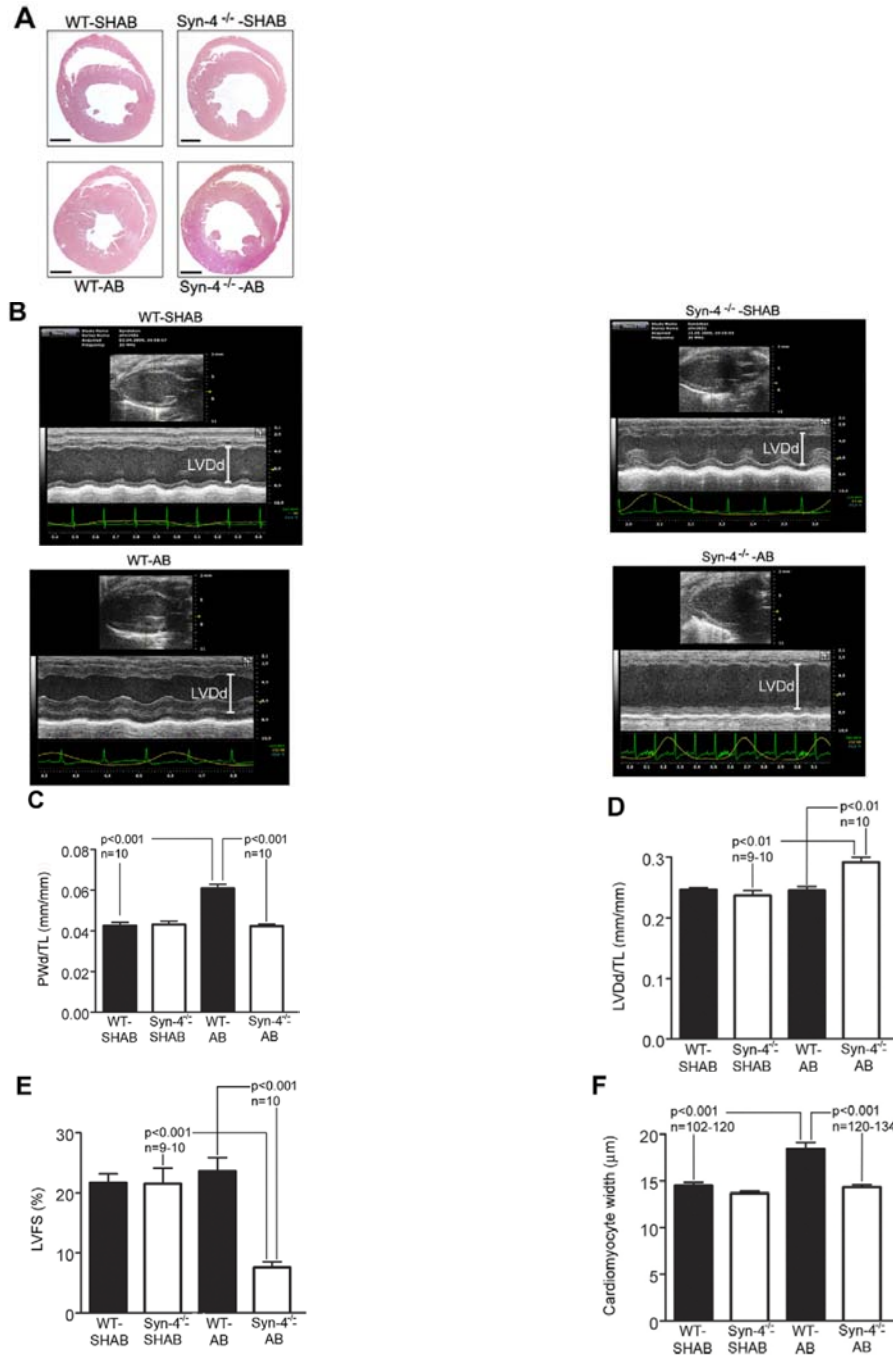 A
WT-SHAB
Syn-4-/--SHAB
WT-AB
Syn-4-/--AB
B
WT-SHAB
LVDd
Syn-4-/--SHAB
LVDd
WT-AB
LVDd
Syn-4-/--AB
LVDd
C
p<0.001
n=10
p<0.001
n=10
PWd/TL (mm/mm)
0.08
0.06
0.04
0.02
0.00
WT-
SHAB
Syn-4-/-
SHAB
WT-
AB
Syn-4-/-
AB
D
p<0.01
n=10
p<0.01
n=9-10
LVDd/TL (mm/mm)
0.3
0.2
0.1
0.0
WT-
SHAB
Syn-4-/-
SHAB
WT-
AB
Syn-4-/-
AB
E
p<0.001
n=10
p<0.001
n=9-10
LVFS (%)
30
20
10
0
WT-
SHAB
Syn-4-/-
SHAB
WT-
AB
Syn-4-/-
AB
F
p<0.001
n=102-120
p<0.001
n=120-134
Cardiomyocyte width (µm)
20
15
10
5
0
WT-
SHAB
Syn-4-/-
SHAB
WT-
AB
Syn-4-/-
AB